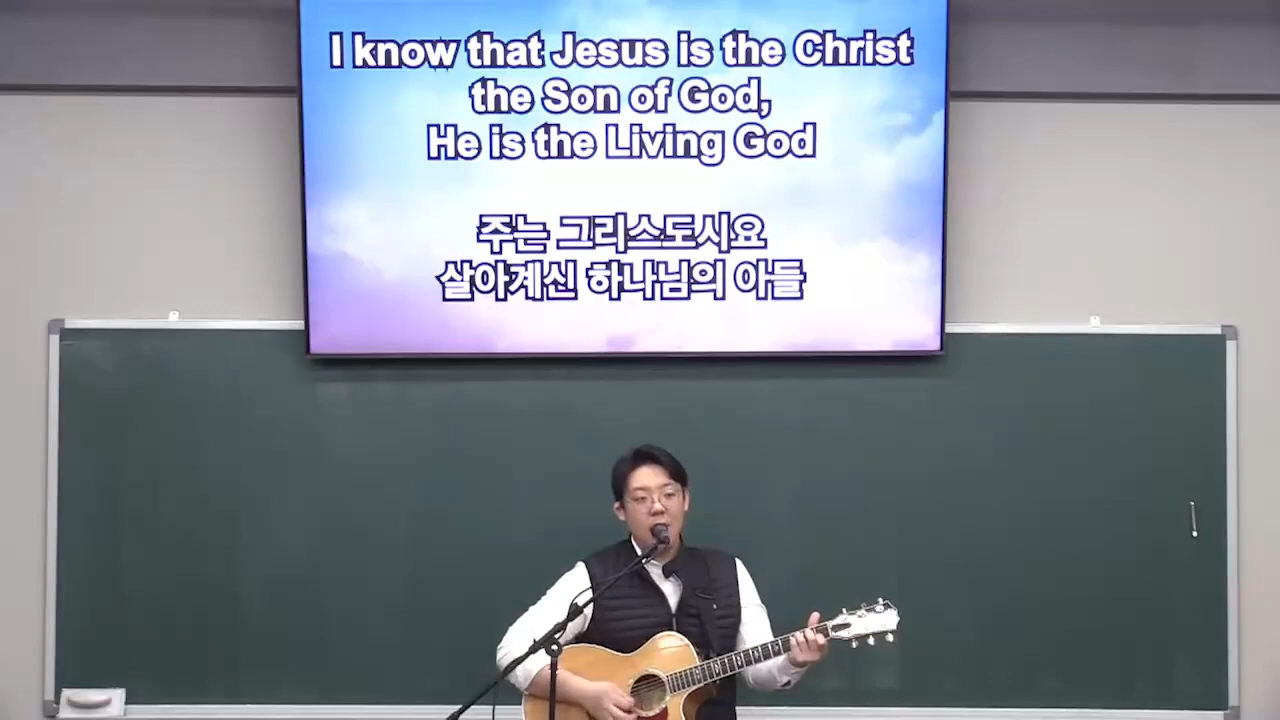 I know that Jesus is the Christ
the Son of God,
He is the Living God
주는 그리스도시요
살아계신 하나님의 아들